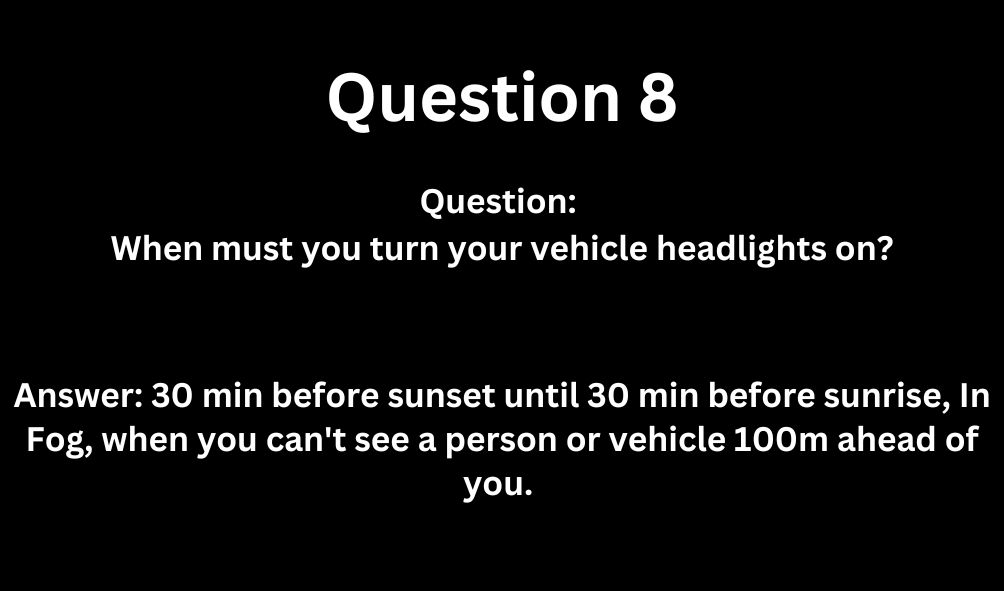 Question 8
Question:
When must you turn your vehicle headlights on?
Answer: 30 min before sunset until 30 min before sunrise, In
Fog, when you can't see a person or vehicle 100m ahead of
you.